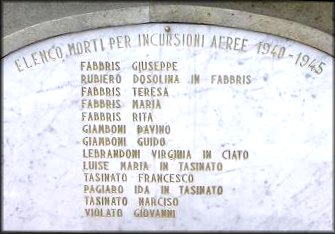 ELENCO MORTI PER INCURSIONI AEREE 1940-1945
FABBRIS GIUSEPPE
RUBIERO DOSOLINA IN FABBRIS
FABBRIS TERESA
FABBRIS MARIA
FABBRIS RITA
GIAMBONI DAVINO
GIAMBONI GUIDO
LEBRANDONI VIRGINIA IN CIATO
LUISE MARIA IN TASINATO
TASINATO FRANCESCO
PAGIARO IDA IN TASINATO
TASINATO NARCISO
VIOLATO GIOVANNI